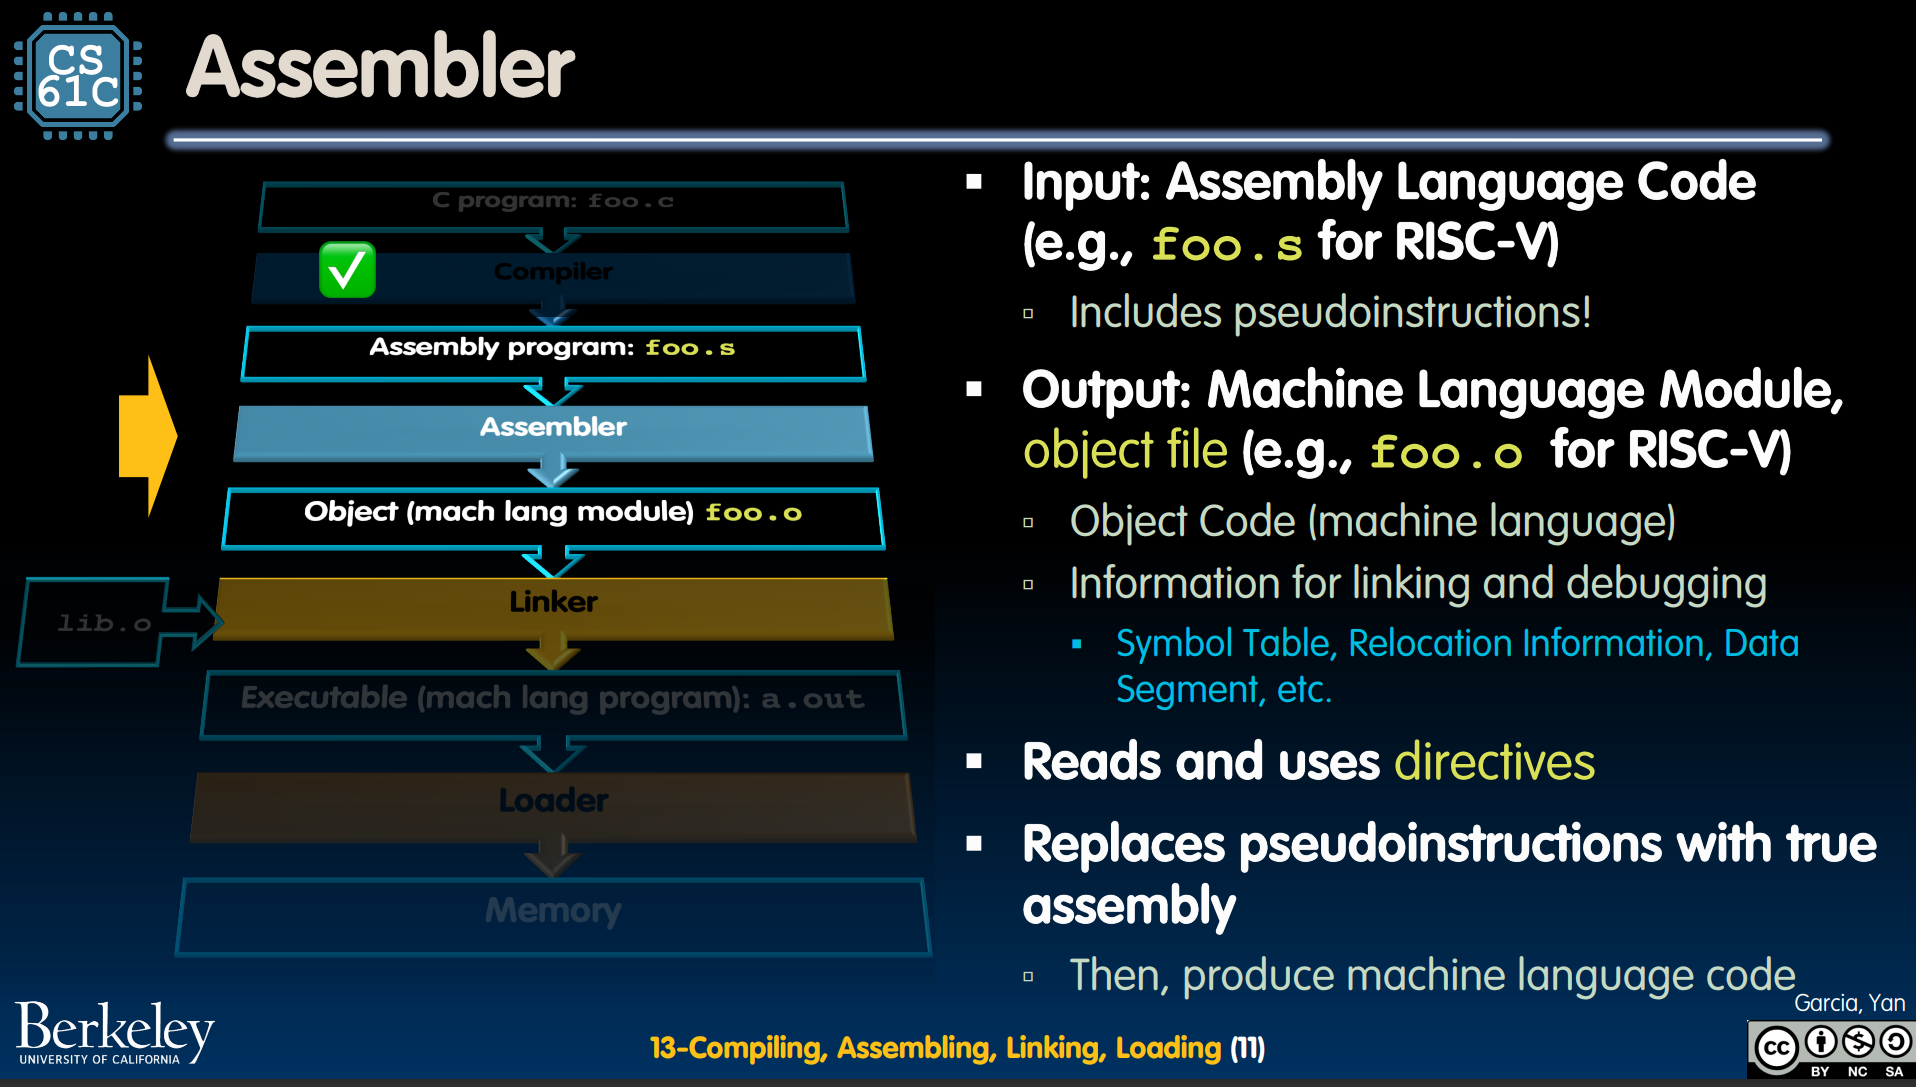 CS
61C
Assembler
C program: foo.c
Compiler
Assembly program: foo.s
Assembler
Object (mach lang module) foo.o
Linker
lib.o
Executable (mach lang program): a.out
Loader
Memory
Input: Assembly Language Code
(e.g., foo.s for RISC-V)
Includes pseudoinstructions!
Output: Machine Language Module,
object file (e.g., foo.o for RISC-V)
Object Code (machine language)
Information for linking and debugging
Symbol Table, Relocation Information, Data
Segment, etc.
Reads and uses directives
Replaces pseudoinstructions with true
assembly
Then, produce machine language code
Garcia, Yan
Berkeley
UNIVERSITY OF CALIFORNIA
13-Compiling, Assembling, Linking, Loading (11)
cc
BY NC SA